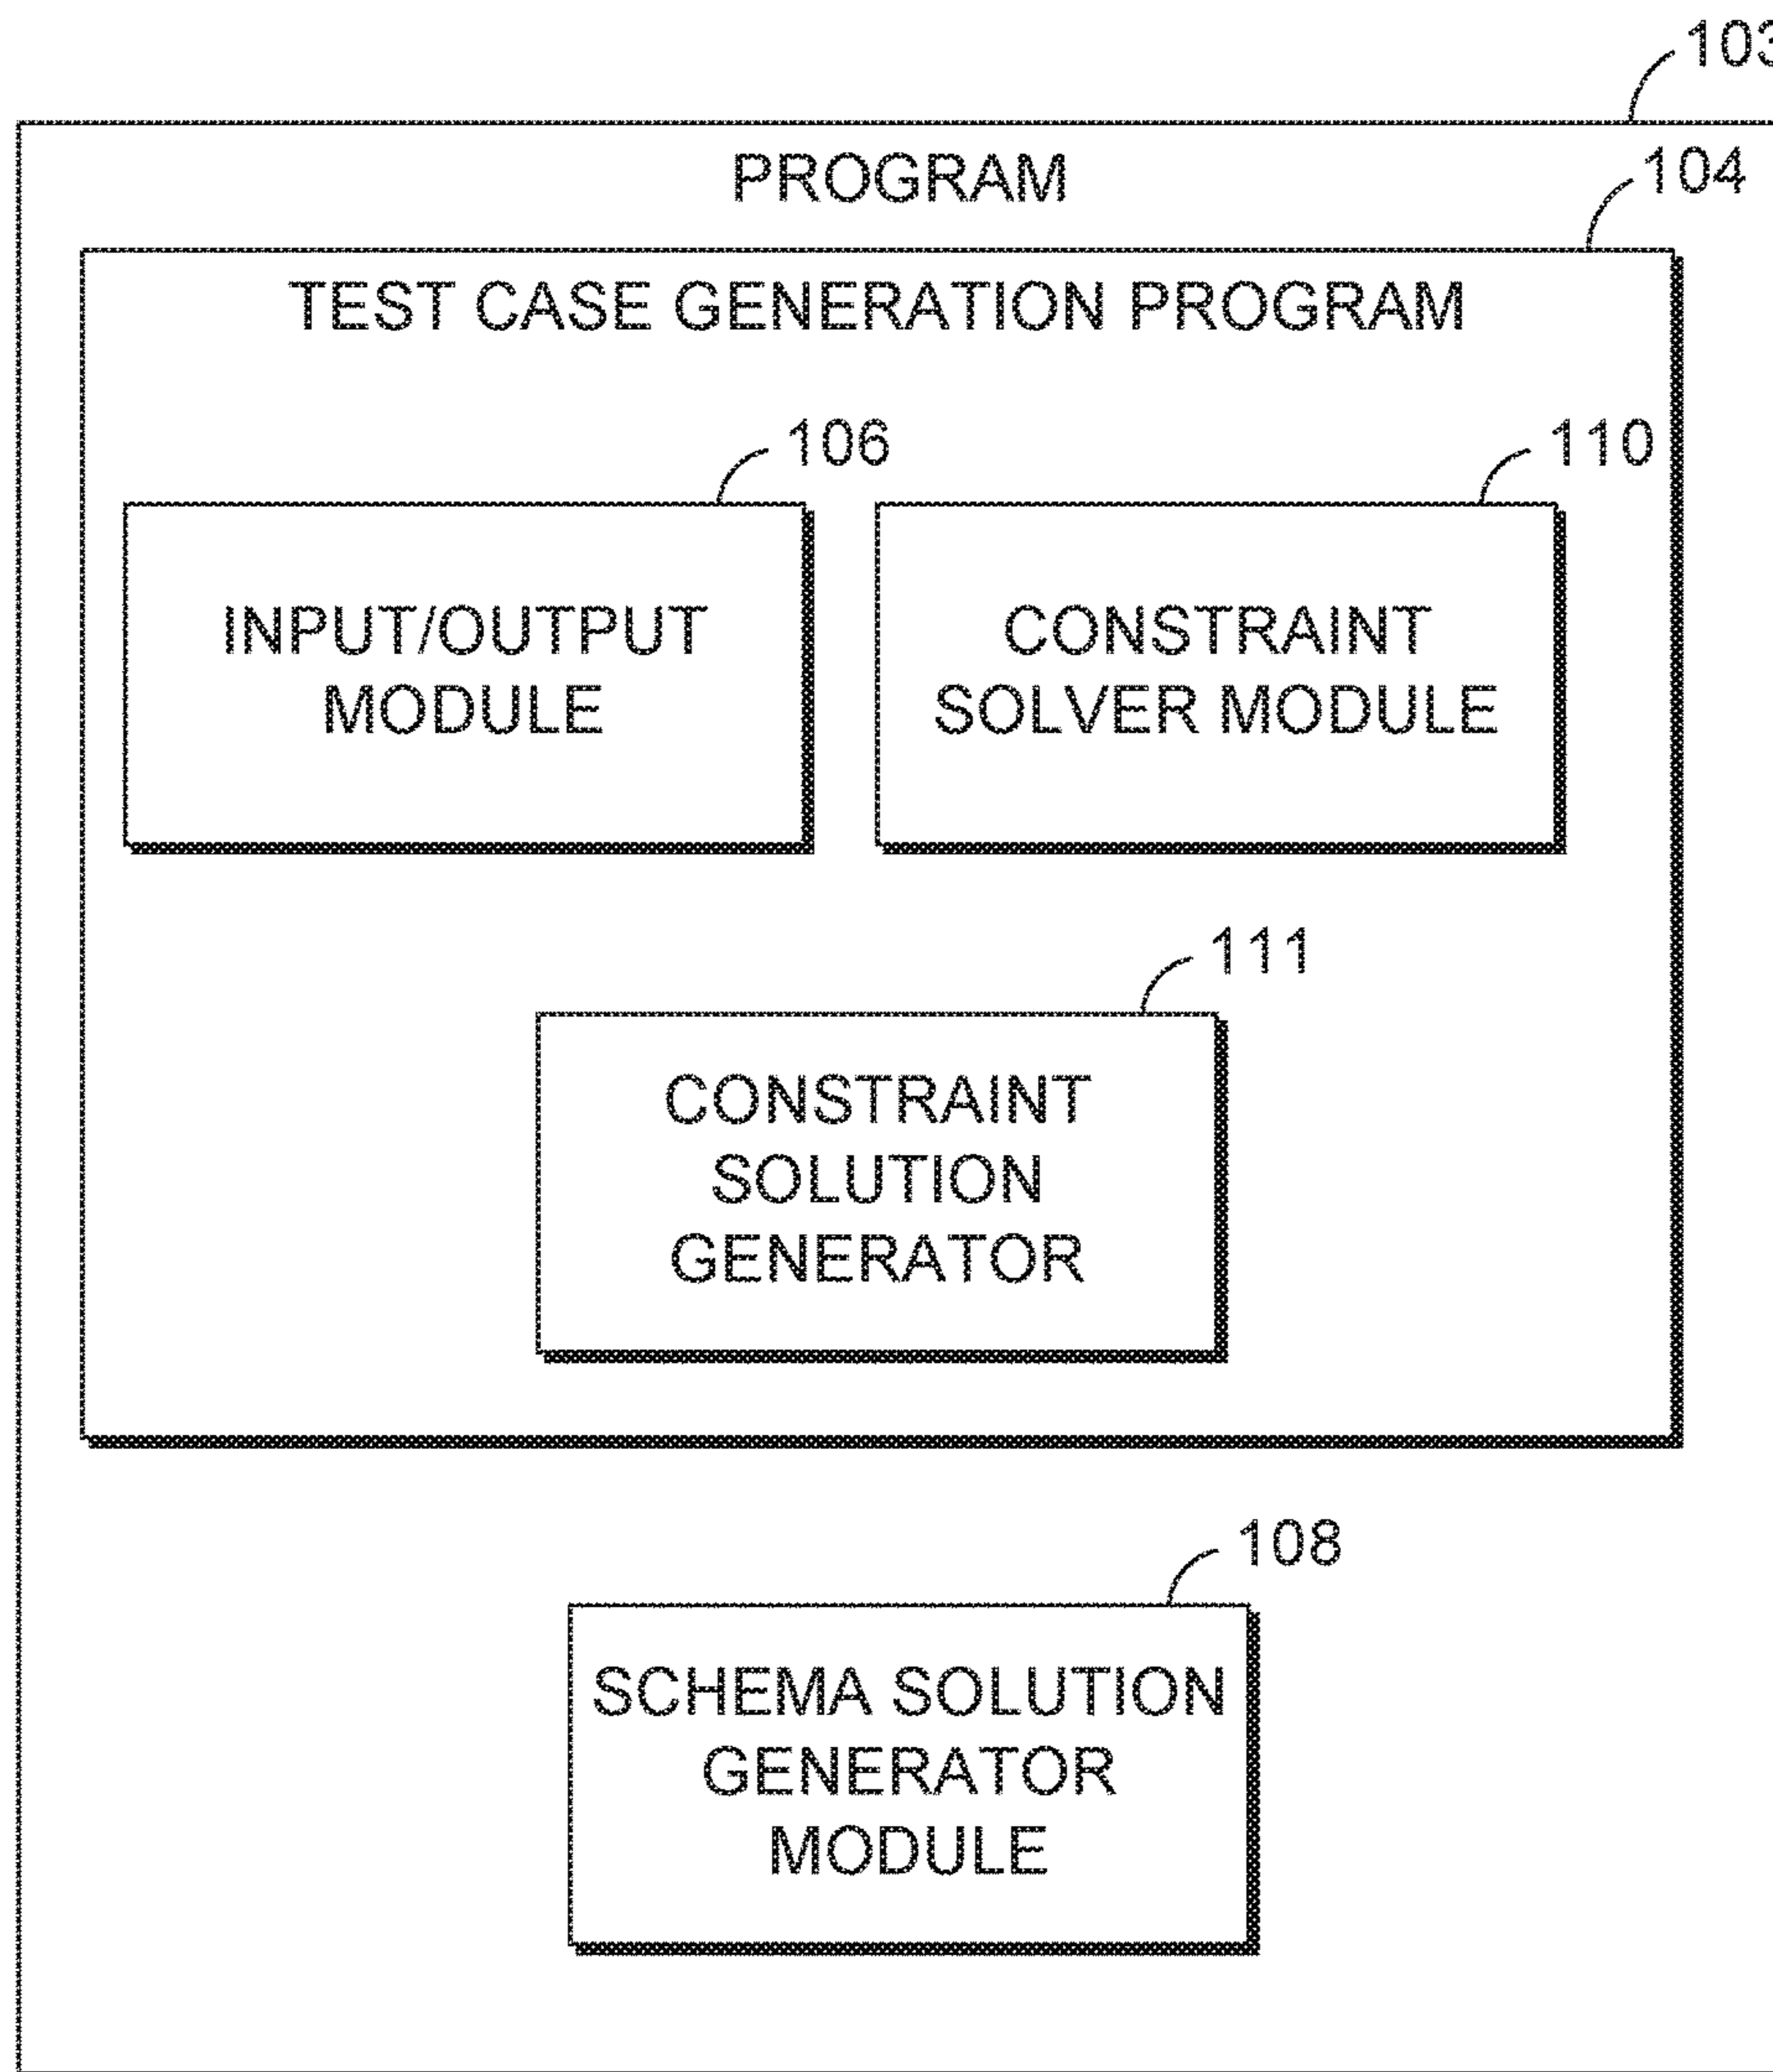 103
PROGRAM
104
TEST CASE GENERATION PROGRAM
106
110
INPUT/OUTPUT
MODULE
CONSTRAINT
SOLVER MODULE
111
CONSTRAINT
SOLUTION
GENERATOR
108
SCHEMA SOLUTION
GENERATOR
MODULE